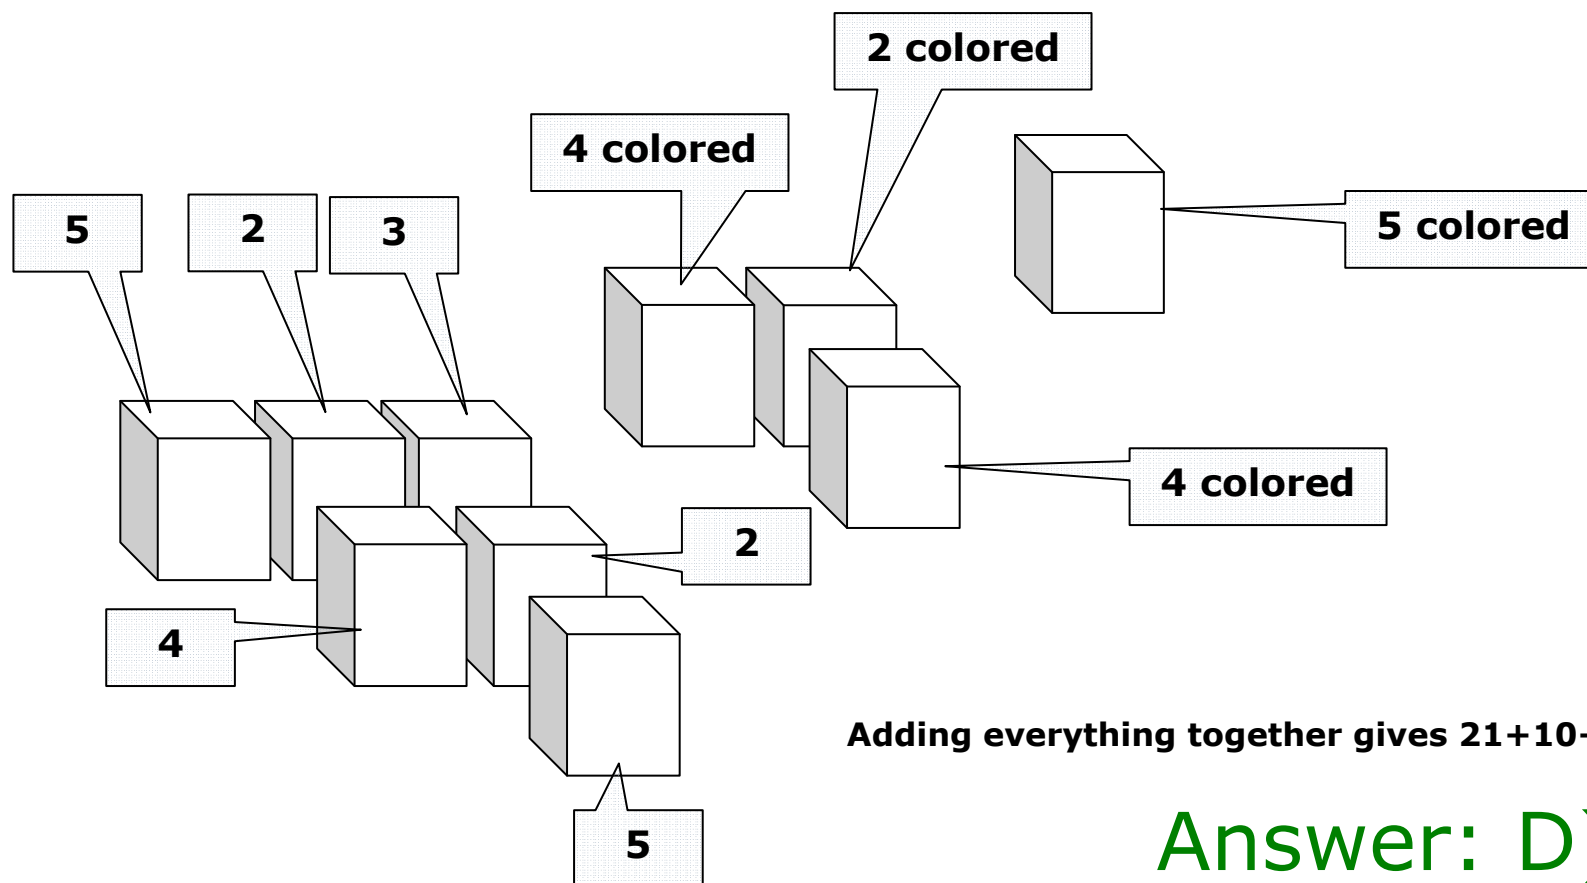 2 colored
4 colored
5 colored
5
2
3
4 colored
2
4
5
Adding everything together gives 21+10-
Answer: D)